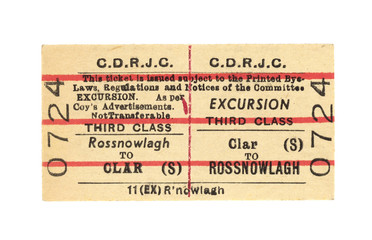 C.D.R.J.C. C.D.R.J.C.
This ticket is issued subject to the Printed Bye-
Laws, Regulations and Notices of the Committee
EXCURSION. As per
Coy's Advertisements.
Not Transferable
EXCURSION
THIRD CLASS THIRD CLASS
Rossnowlagh
TO
CLAR (S)
Clar (S)
TO
ROSSNOWLAGH
11(EX) R'nowlagh
0724
0724